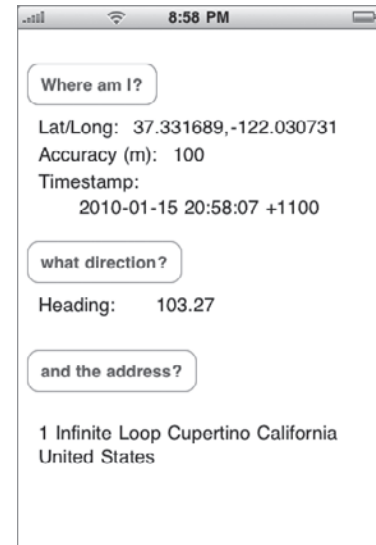 8:58 PM
Where am I?
Lat/Long: 37.331689,-122.030731
Accuracy (m): 100
Timestamp:
2010-01-15 20:58:07 +1100
what direction?
Heading: 103.27
and the address?
1 Infinite Loop Cupertino California
United States